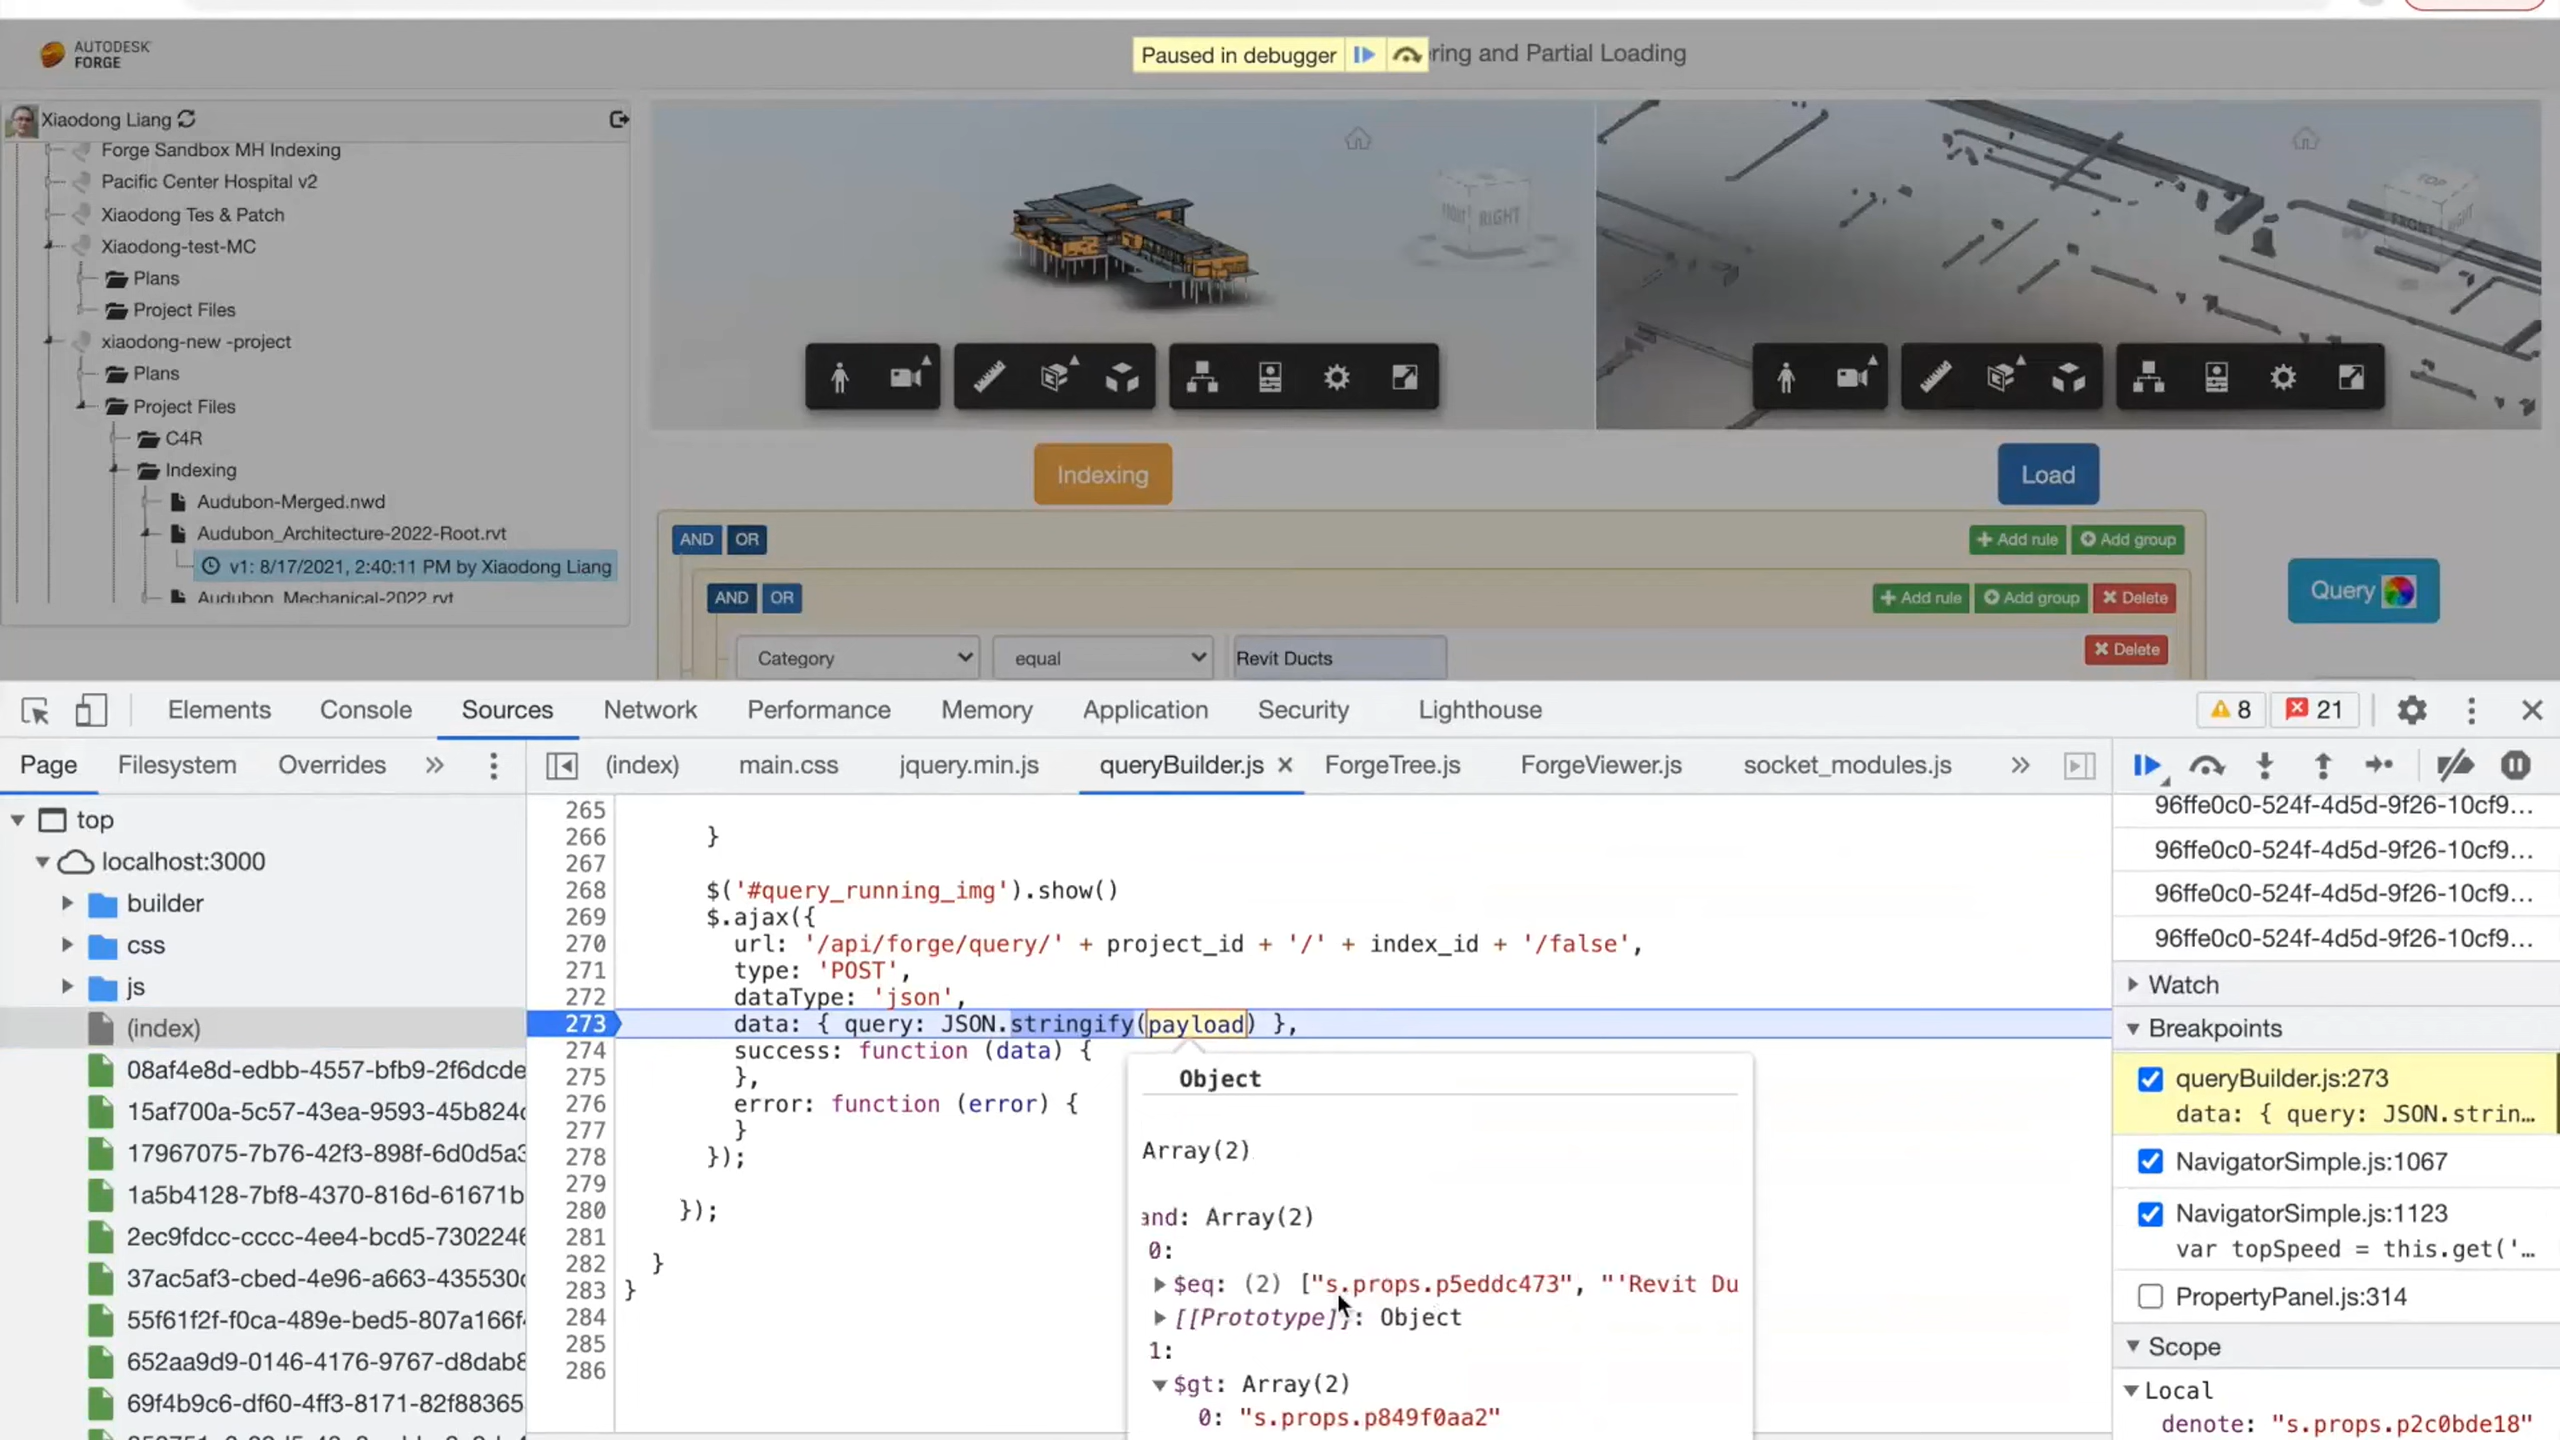 AUTODESK
FORGE
Paused in debugger
ring and Partial Loading
Xiaodong Liang
Forge Sandbox MH Indexing
Pacific Center Hospital v2
Xiaodong Tes & Patch
Xiaodong-test-MC
Plans
Project Files
xiaodong-new -project
Plans
Project Files
C4R
Indexing
Audubon-Merged.nwd
Audubon_Architecture-2022-Root.rvt
v1: 8/17/2021, 2:40:11 PM by Xiaodong Liang
Audubon_Mechanical-2022.rvt
RIGHT
TOP
FRONT
Indexing
Load
AND OR
Add rule Add group
AND OR
Add rule Add group Delete
Query
Category equal Revit Ducts Delete
Elements Console Sources Network Performance Memory Application Security Lighthouse 8 21
Page Filesystem Overrides »
(index) main.css jquery.min.js queryBuilder.js × ForgeTree.js ForgeViewer.js socket_modules.js »
top
localhost:3000
builder
css
js
(index)
08af4e8d-edbb-4557-bfb9-2f6dcde
15af700a-5c57-43ea-9593-45b824
17967075-7b76-42f3-898f-6d0d5a3
1a5b4128-7bf8-4370-816d-61671b
2ec9fdcc-cccc-4ee4-bcd5-7302246
37ac5af3-cbed-4e96-a663-435530
55f61f2f-f0ca-489e-bed5-807a166f
652aa9d9-0146-4176-9767-d8dab8
69f4b9c6-df60-4ff3-8171-82f88365
265
266 }
267
268 $('#query_running_img').show()
269 $.ajax({
270 url: '/api/forge/query/' + project_id + '/' + index_id + '/false',
271 type: 'POST',
272 dataType: 'json',
273 data: { query: JSON.stringify(payload) },
274 success: function (data) {
275 },
276 error: function (error) {
277 }
278 });
279
280 });
281
282 }
283 }
284
285
286
Object
Array(2)
and: Array(2)
0:
$eq: (2) ["s.props.p5eddc473", "'Revit Du
[[Prototype]]: Object
1:
$gt: Array(2)
0: "s.props.p849f0aa2"
96ffe0c0-524f-4d5d-9f26-10cf9…
96ffe0c0-524f-4d5d-9f26-10cf9…
96ffe0c0-524f-4d5d-9f26-10cf9…
96ffe0c0-524f-4d5d-9f26-10cf9…
Watch
Breakpoints
queryBuilder.js:273
data: { query: JSON.strin…
NavigatorSimple.js:1067
NavigatorSimple.js:1123
var topSpeed = this.get('…
PropertyPanel.js:314
Scope
Local
denote: "s.props.p2c0bde18"